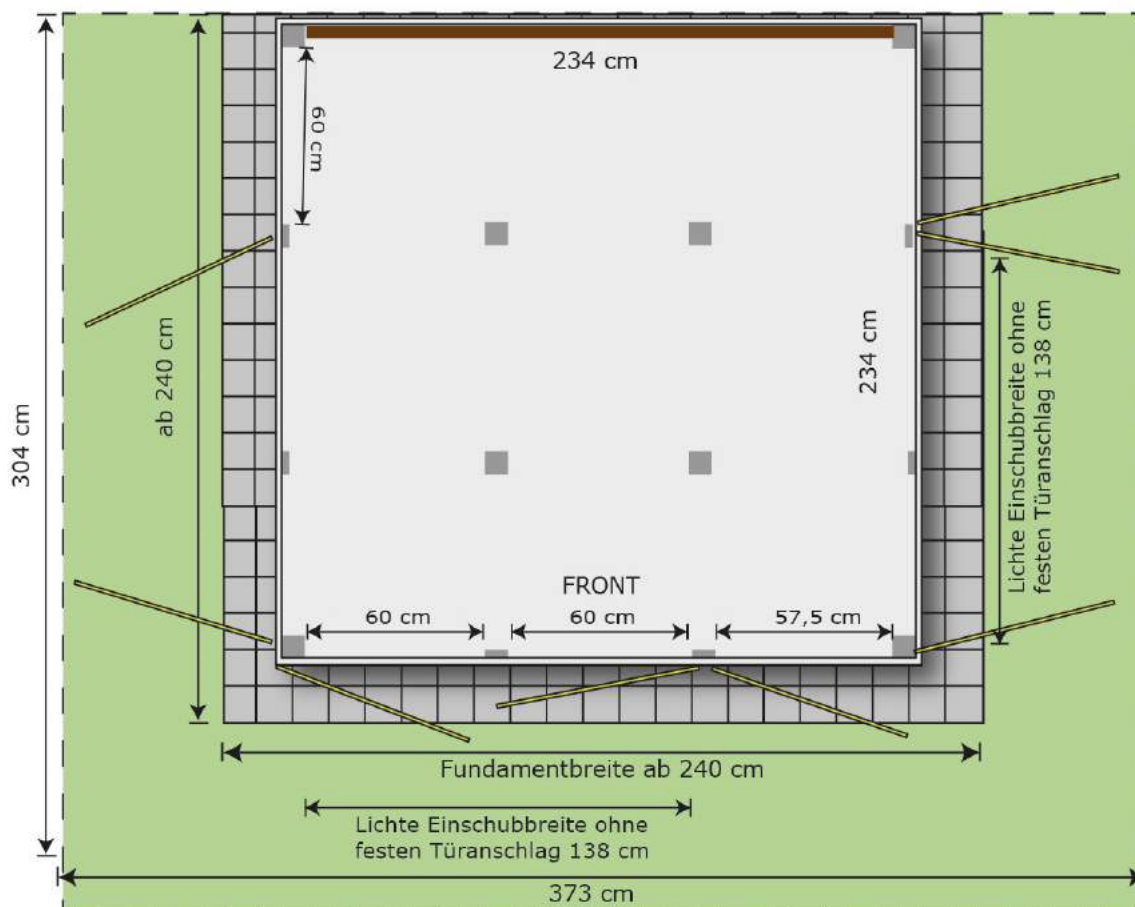 234 cm
60 cm
304 cm
ab 240 cm
234 cm
Lichte Einschubbreite ohne
festen Türanschlag 138 cm
FRONT
60 cm
60 cm
57,5 cm
Fundamentbreite ab 240 cm
Lichte Einschubbreite ohne
festen Türanschlag 138 cm
373 cm